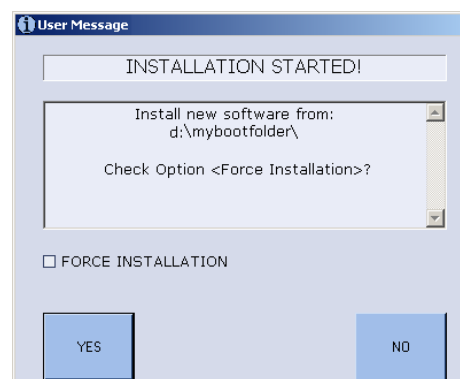 User Message
INSTALLATION STARTED!
Install new software from:
d:\mybootfolder\
Check Option <Force Installation>?
FORCE INSTALLATION
YES
NO